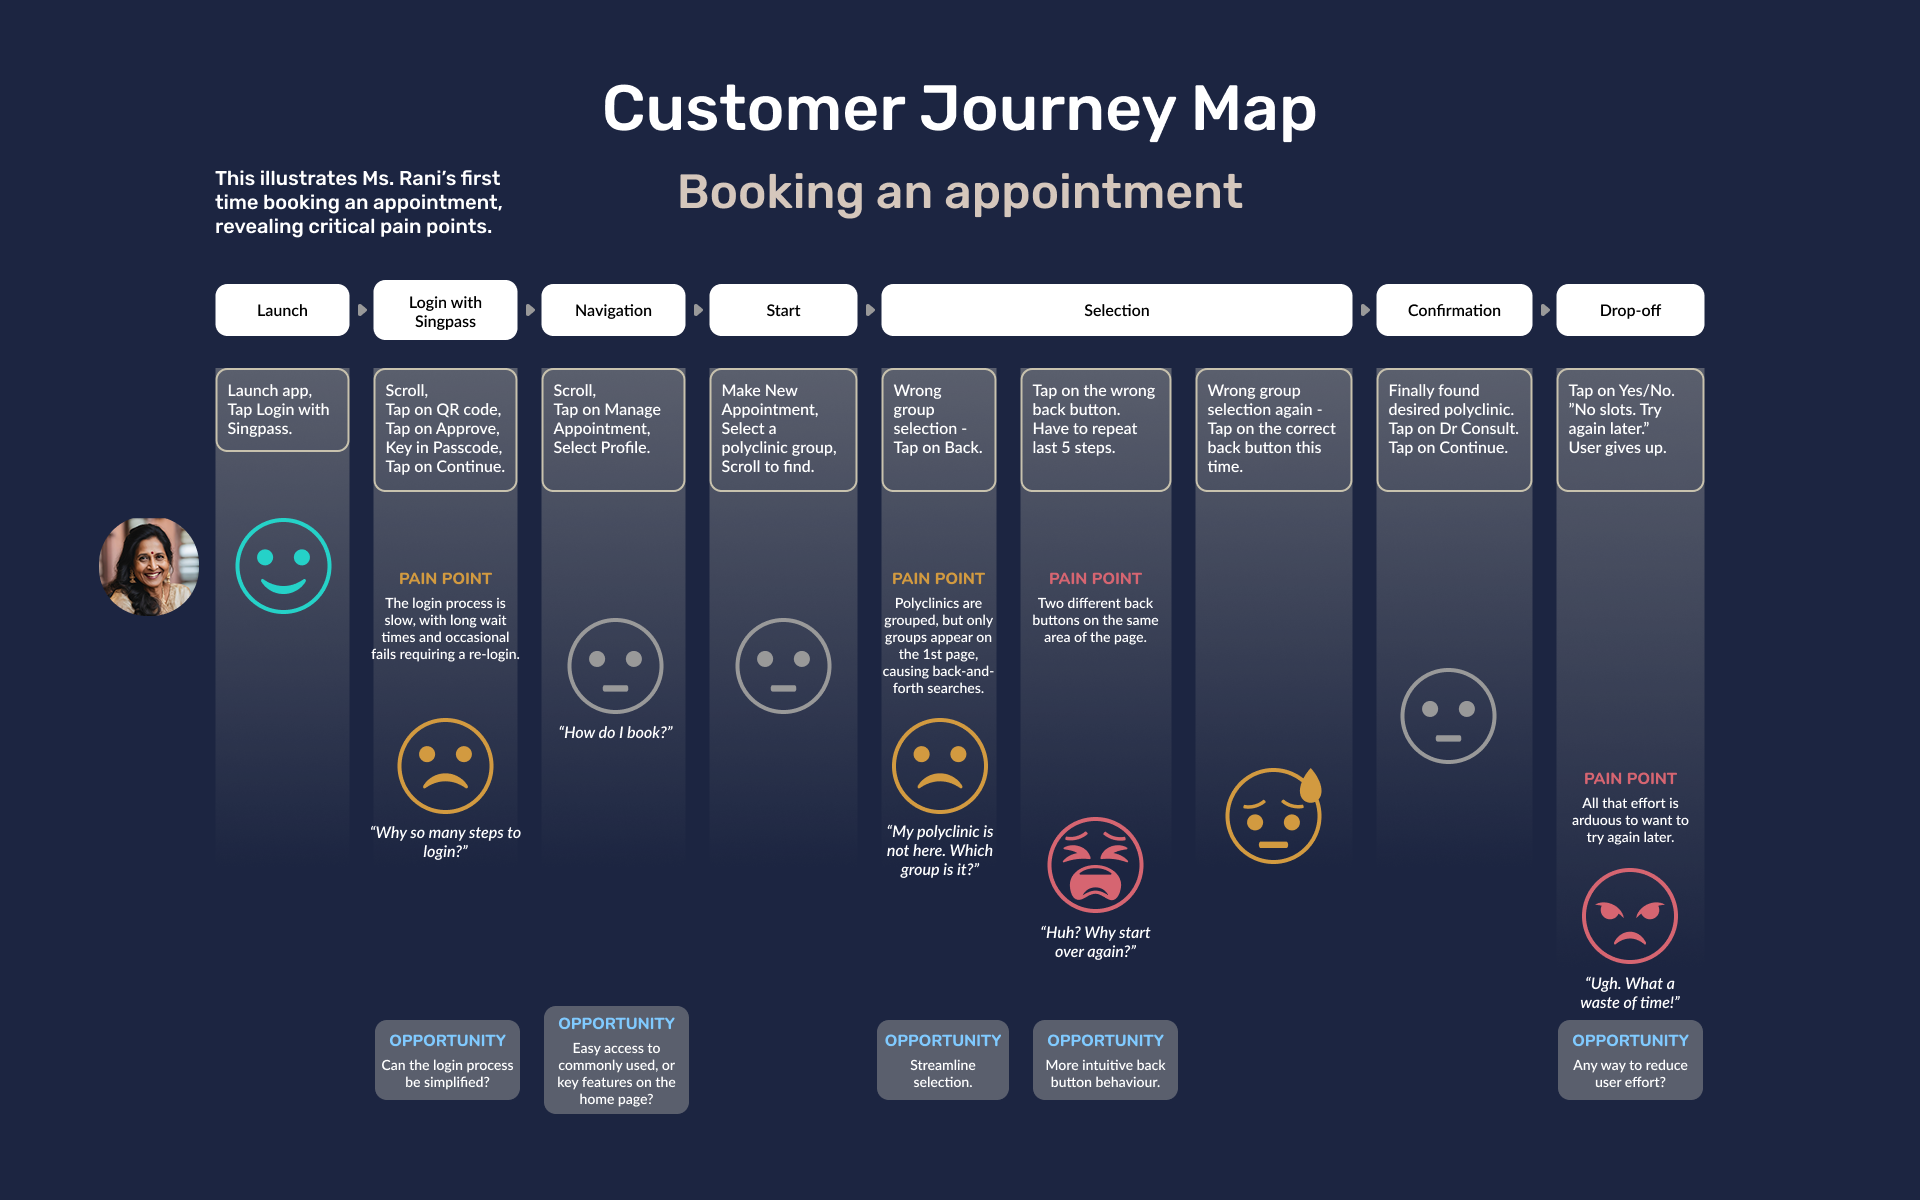 Customer Journey Map
Booking an appointment
This illustrates Ms. Rani’s first
time booking an appointment,
revealing critical pain points.
Launch
Login with
Singpass
Navigation
Start
Selection
Confirmation
Drop-off
Launch app,
Tap Login with
Singpass.
Scroll,
Tap on QR code,
Tap on Approve,
Key in Passcode,
Tap on Continue.
Scroll,
Tap on Manage
Appointment,
Select Profile.
Make New
Appointment,
Select a
polyclinic group,
Scroll to find.
Wrong
group
selection -
Tap on Back.
Tap on the wrong
back button.
Have to repeat
last 5 steps.
Wrong group
selection again -
Tap on the correct
back button this
time.
Finally found
desired polyclinic.
Tap on Dr Consult.
Tap on Continue.
Tap on Yes/No.
”No slots. Try
again later.”
User gives up.
PAIN POINT
The login process is
slow, with long wait
times and occasional
fails requiring a re-login.
“Why so many steps to
login?”
“How do I book?”
PAIN POINT
Polyclinics are
grouped, but only
groups appear on
the 1st page,
causing back-and-
forth searches.
“My polyclinic is
not here. Which
group is it?”
PAIN POINT
Two different back
buttons on the same
area of the page.
“Huh? Why start
over again?”
PAIN POINT
All that effort is
arduous to want to
try again later.
“Ugh. What a
waste of time!”
OPPORTUNITY
Can the login process
be simplified?
OPPORTUNITY
Easy access to
commonly used, or
key features on the
home page?
OPPORTUNITY
Streamline
selection.
OPPORTUNITY
More intuitive back
button behaviour.
OPPORTUNITY
Any way to reduce
user effort?